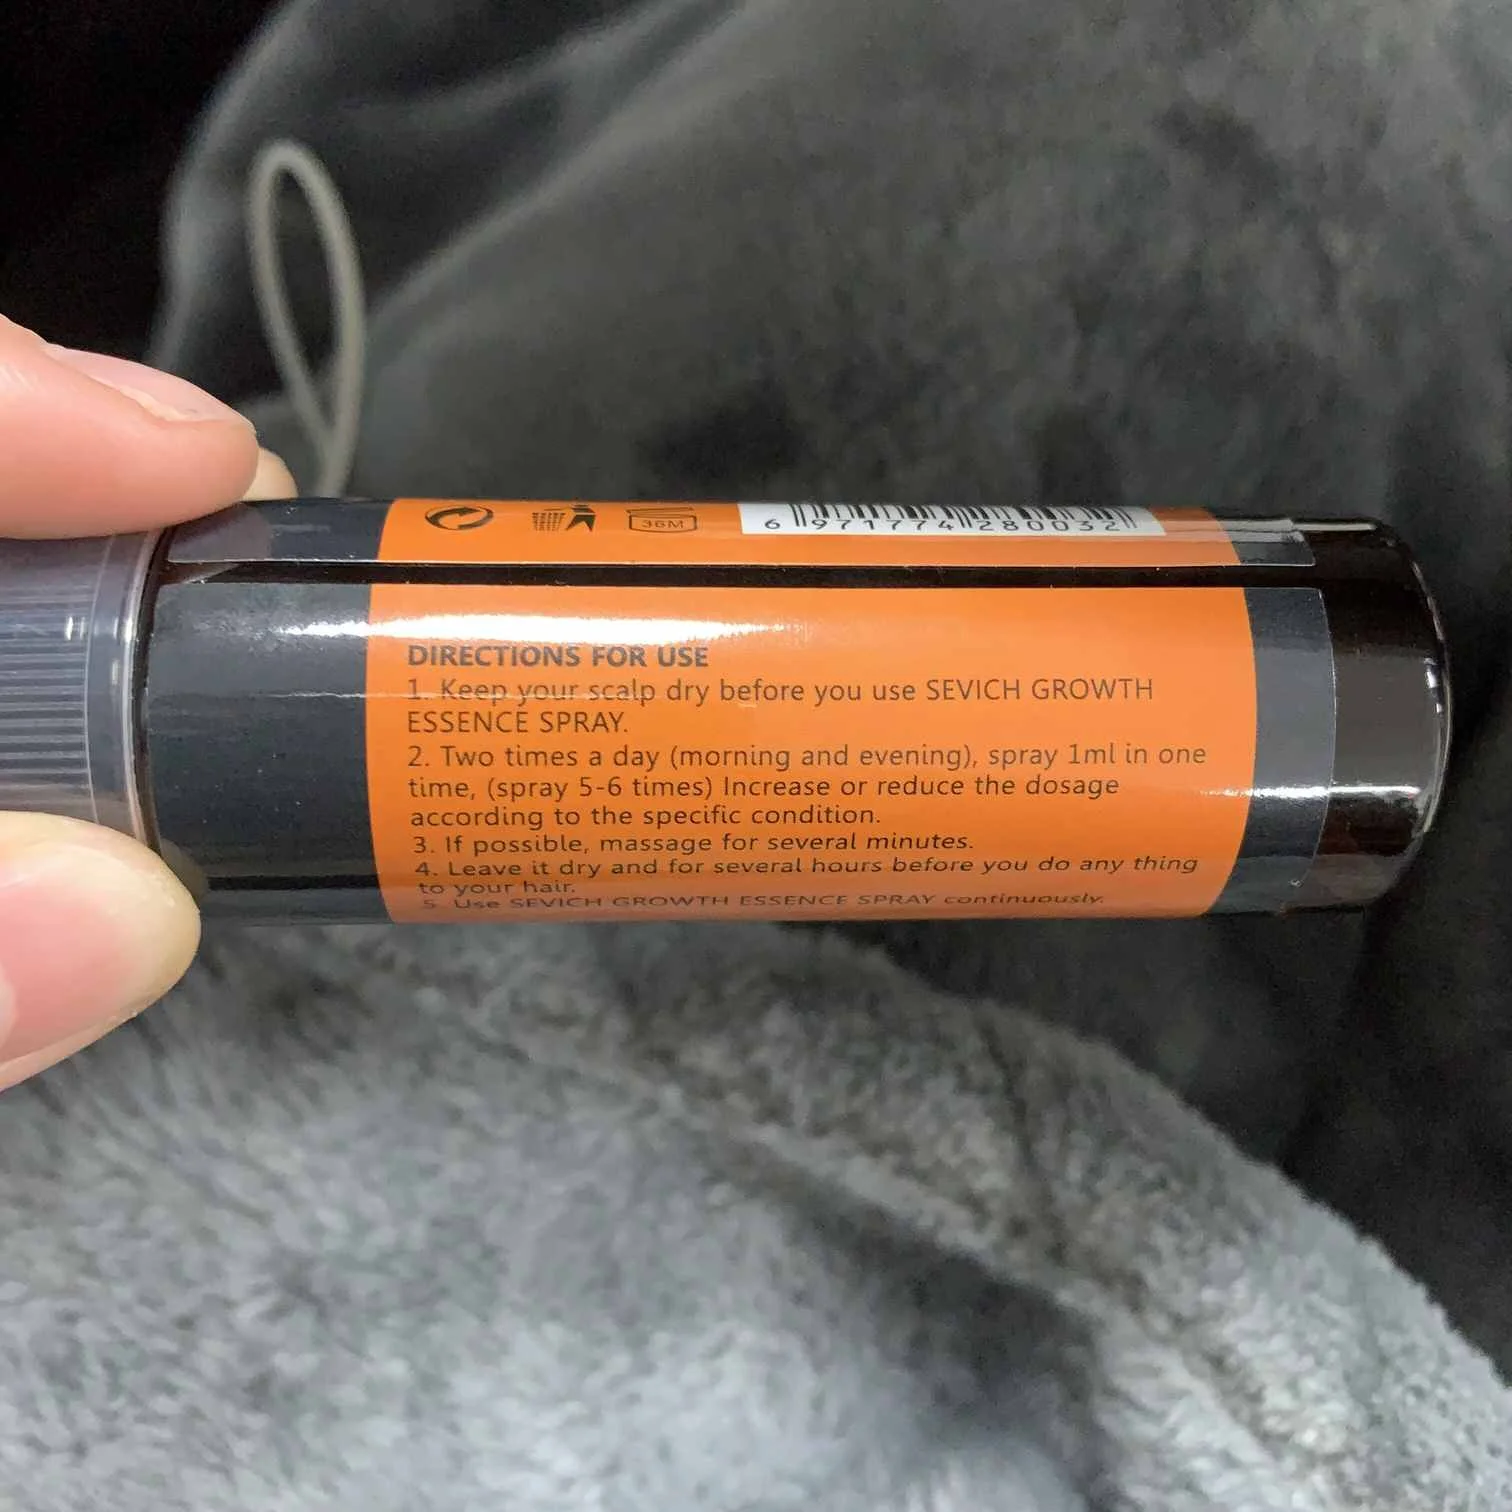 36M
6 971774 280032
DIRECTIONS FOR USE
1. Keep your scalp dry before you use SEVICH GROWTH
ESSENCE SPRAY.
2. Two times a day (morning and evening), spray 1ml in one
time, (spray 5-6 times) Increase or reduce the dosage
according to the specific condition.
3. If possible, massage for several minutes.
4. Leave it dry and for several hours before you do any thing
to your hair.
5. Use SEVICH GROWTH ESSENCE SPRAY continuously.